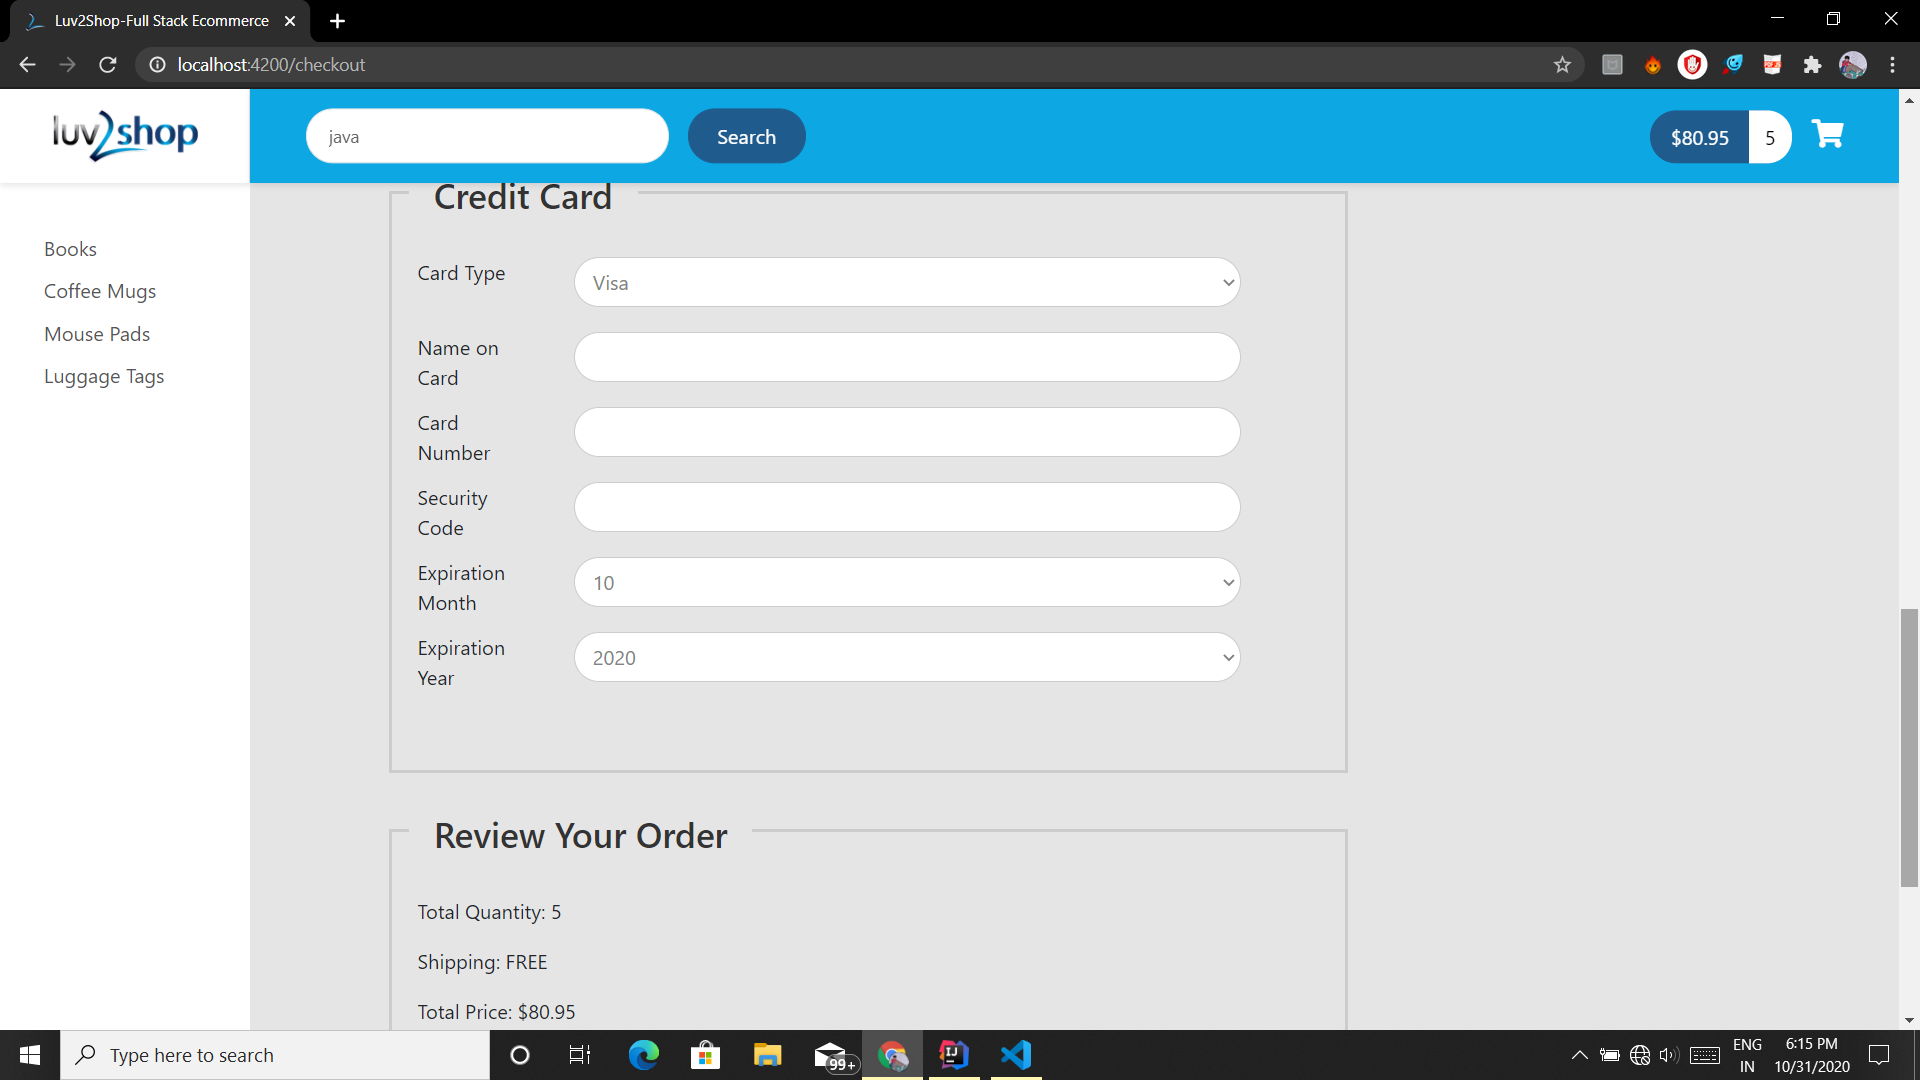 Luv2Shop-Full Stack Ecommerce
localhost:4200/checkout
luv2shop
java
Search
$80.95 5
Books
Coffee Mugs
Mouse Pads
Luggage Tags
Credit Card
Card Type
Visa
Name on
Card
Card
Number
Security
Code
Expiration
Month
10
Expiration
Year
2020
Review Your Order
Total Quantity: 5
Shipping: FREE
Total Price: $80.95
Type here to search
99+
IJ
ENG
IN
6:15 PM
10/31/2020